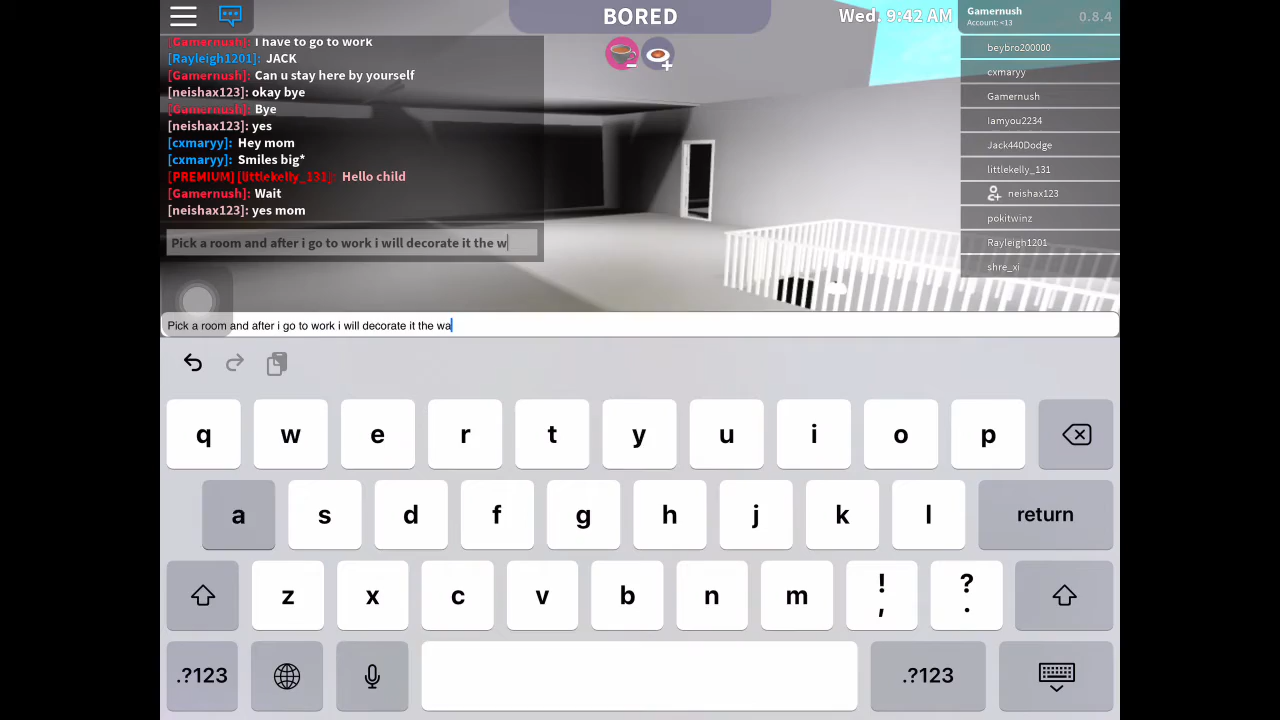 BORED
Wed. 9:42 AM
Gamernush
Account: <13
0.8.4
[Gamernush]: I have to go to work
[Rayleigh1201]: JACK
[Gamernush]: Can u stay here by yourself
[neishax123]: okay bye
[Gamernush]: Bye
[neishax123]: yes
[cxmaryy]: Hey mom
[cxmaryy]: Smiles big*
[PREMIUM] [littlekelly_131]: Hello child
[Gamernush]: Wait
[neishax123]: yes mom
Pick a room and after i go to work i will decorate it the w
beybro200000
cxmaryy
Gamernush
Iamyou2234
Jack440Dodge
littlekelly_131
neishax123
pokitwinz
Rayleigh1201
shre_xi
Pick a room and after i go to work i will decorate it the wa
q w e r t y u i o p
a s d f g h j k l return
z x c v b n m ! , ? .
.?123 .?123